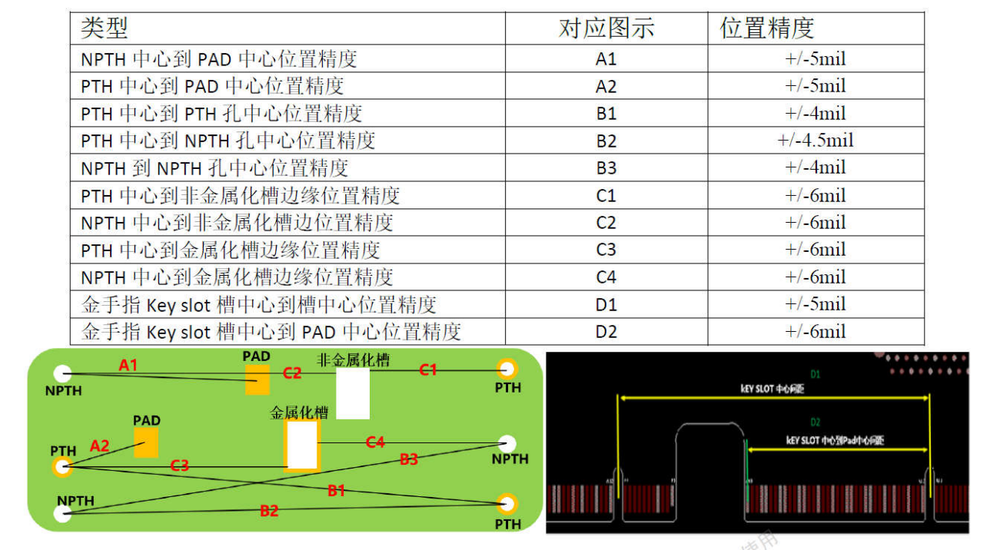 类型 对应图示 位置精度
NPTH 中心到 PAD 中心位置精度 A1 +/-5mil
PTH 中心到 PAD 中心位置精度 A2 +/-5mil
PTH 中心到 PTH 孔中心位置精度 B1 +/-4mil
PTH 中心到 NPTH 孔中心位置精度 B2 +/-4.5mil
NPTH 到 NPTH 孔中心位置精度 B3 +/-4mil
PTH 中心到非金属化槽边缘位置精度 C1 +/-6mil
NPTH 中心到非金属化槽边位置精度 C2 +/-6mil
PTH 中心到金属化槽边缘位置精度 C3 +/-6mil
NPTH 中心到金属化槽边缘位置精度 C4 +/-6mil
金手指 Key slot 槽中心到槽中心位置精度 D1 +/-5mil
金手指 Key slot 槽中心到 PAD 中心位置精度 D2 +/-6mil
A1 PAD 非金属化槽
C2 C1
NPTH PTH
金属化槽
PAD
PTH A2 C4
C3 B3 NPTH
B1
NPTH B2
PTH
D1
kEY SLOT 中心间距
D2
kEY SLOT 中心到Pad中心间距
使用